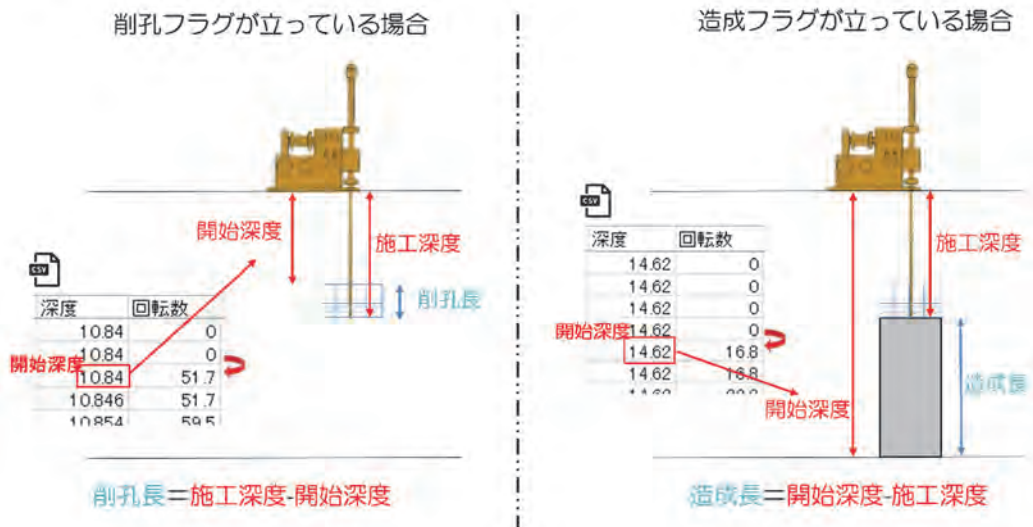 削孔フラグが立っている場合
開始深度
施工深度
削孔長
CSV
深度 回転数
10.84 0
10.84 0
開始深度
10.84 51.7
10.846 51.7
10.854 59.5
削孔長＝施工深度-開始深度
造成フラグが立っている場合
CSV
深度 回転数
14.62 0
14.62 0
14.62 0
14.62 0
開始深度
14.62 16.8
14.62 16.8
施工深度
開始深度
造成長
造成長＝開始深度-施工深度